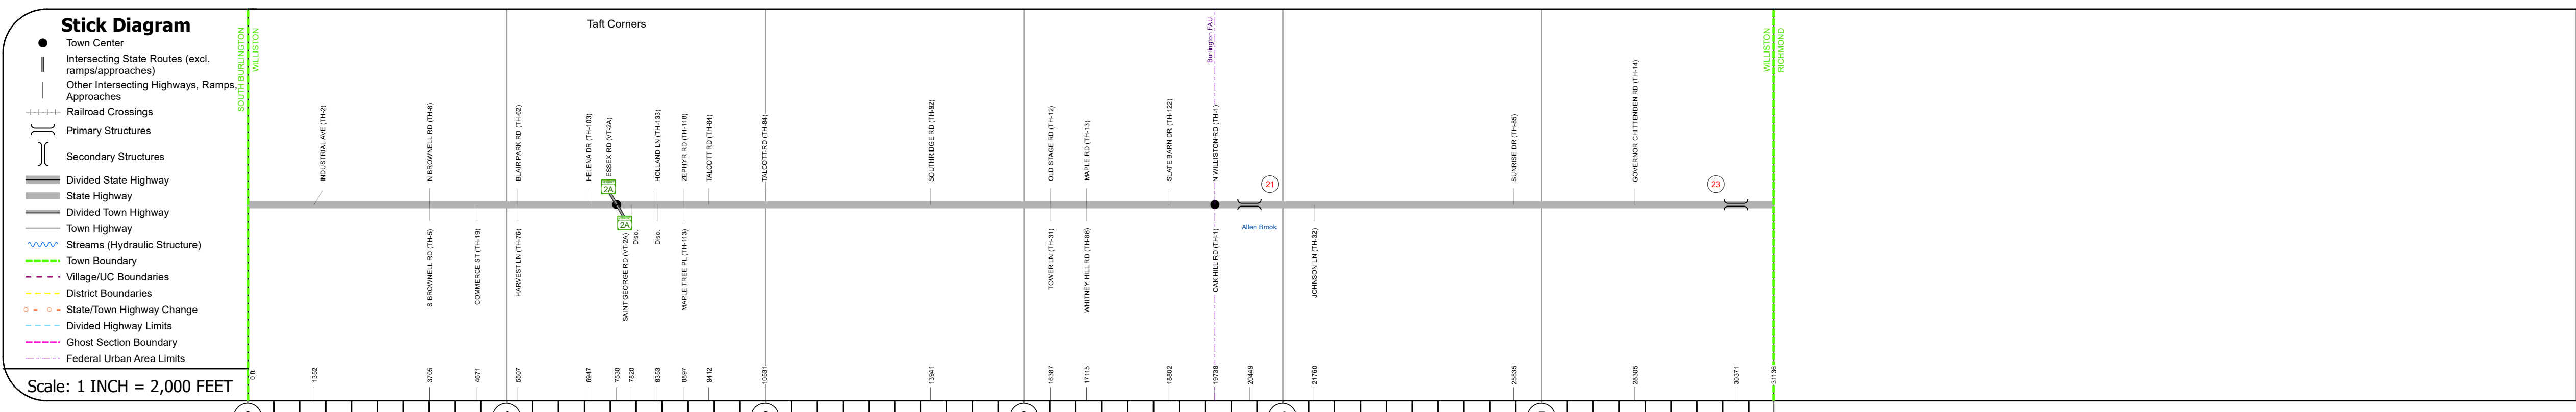 Stick Diagram
Town Center
Intersecting State Routes (excl.
ramps/approaches)
Other Intersecting Highways, Ramps,
Approaches
Railroad Crossings
Primary Structures
Secondary Structures
Divided State Highway
State Highway
Divided Town Highway
Town Highway
Streams (Hydraulic Structure)
Town Boundary
Village/UC Boundaries
District Boundaries
State/Town Highway Change
Divided Highway Limits
Ghost Section Boundary
Federal Urban Area Limits
Scale: 1 INCH = 2,000 FEET
SOUTH BURLINGTON
WILLISTON
Taft Corners
Burlington FAU
WILLISTON
RICHMOND
INDUSTRIAL AVE (TH-2)
N BROWNELL RD (TH-8)
BLAIR PARK RD (TH-62)
HELENA DR (TH-103)
ESSEX RD (VT-2A)
HOLLAND LN (TH-133)
ZEPHYR RD (TH-118)
TALCOTT RD (TH-84)
TALCOTT RD (TH-84)
SOUTHRIDGE RD (TH-92)
OLD STAGE RD (TH-12)
MAPLE RD (TH-13)
SLATE BARN DR (TH-122)
N WILLISTON RD (TH-1)
SUNRISE DR (TH-85)
GOVERNOR CHITTENDEN RD (TH-14)
2A
21
23
2A
S BROWNELL RD (TH-5)
COMMERCE ST (TH-19)
HARVEST LN (TH-76)
SAINT GEORGE RD (VT-2A)
Disc.
Disc.
MAPLE TREE PL (TH-113)
TOWER LN (TH-31)
WHITNEY HILL RD (TH-86)
OAK HILL RD (TH-1)
Allen Brook
JOHNSON LN (TH-32)
0 ft
1352
3705
4671
5507
6947
7530
7820
8353
8897
9412
10531
13941
16387
17115
18802
19738
20449
21760
25835
28305
30371
31136